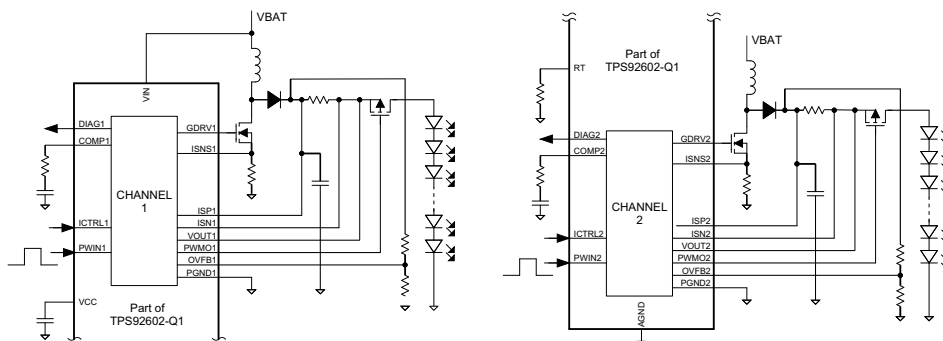 VBAT
VIN
DIAG1
COMP1
GDRV1
ISNS1
CHANNEL
1
ISP1
ISN1
ICTRL1
VOUT1
PWIN1
PWMO1
OVFB1
PGND1
VCC
Part of
TPS92602-Q1
Part of
TPS92602-Q1
VBAT
RT
DIAG2
COMP2
GDRV2
ISNS2
CHANNEL
2
ISP2
ISN2
ICTRL2
VOUT2
PWIN2
PWMO2
OVFB2
PGND2
AGND